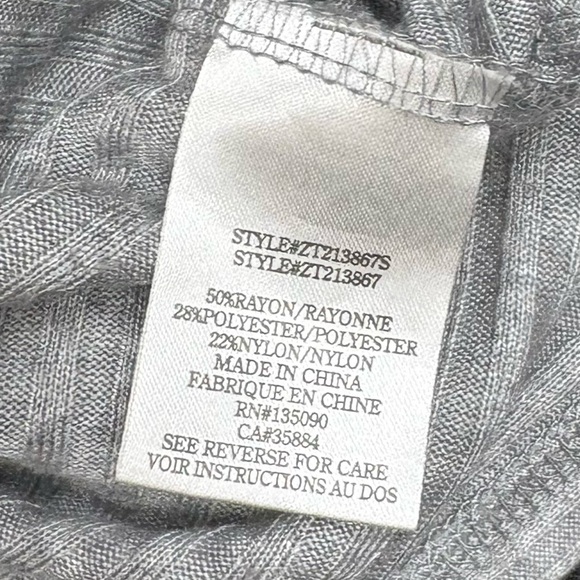 STYLE#ZT213867S
STYLE#ZT213867
50%RAYON/RAYONNE
28%POLYESTER/POLYESTER
22%NYLON/NYLON
MADE IN CHINA
FABRIQUE EN CHINE
RN#135090
CA#35884
SEE REVERSE FOR CARE
VOIR INSTRUCTIONS AU DOS